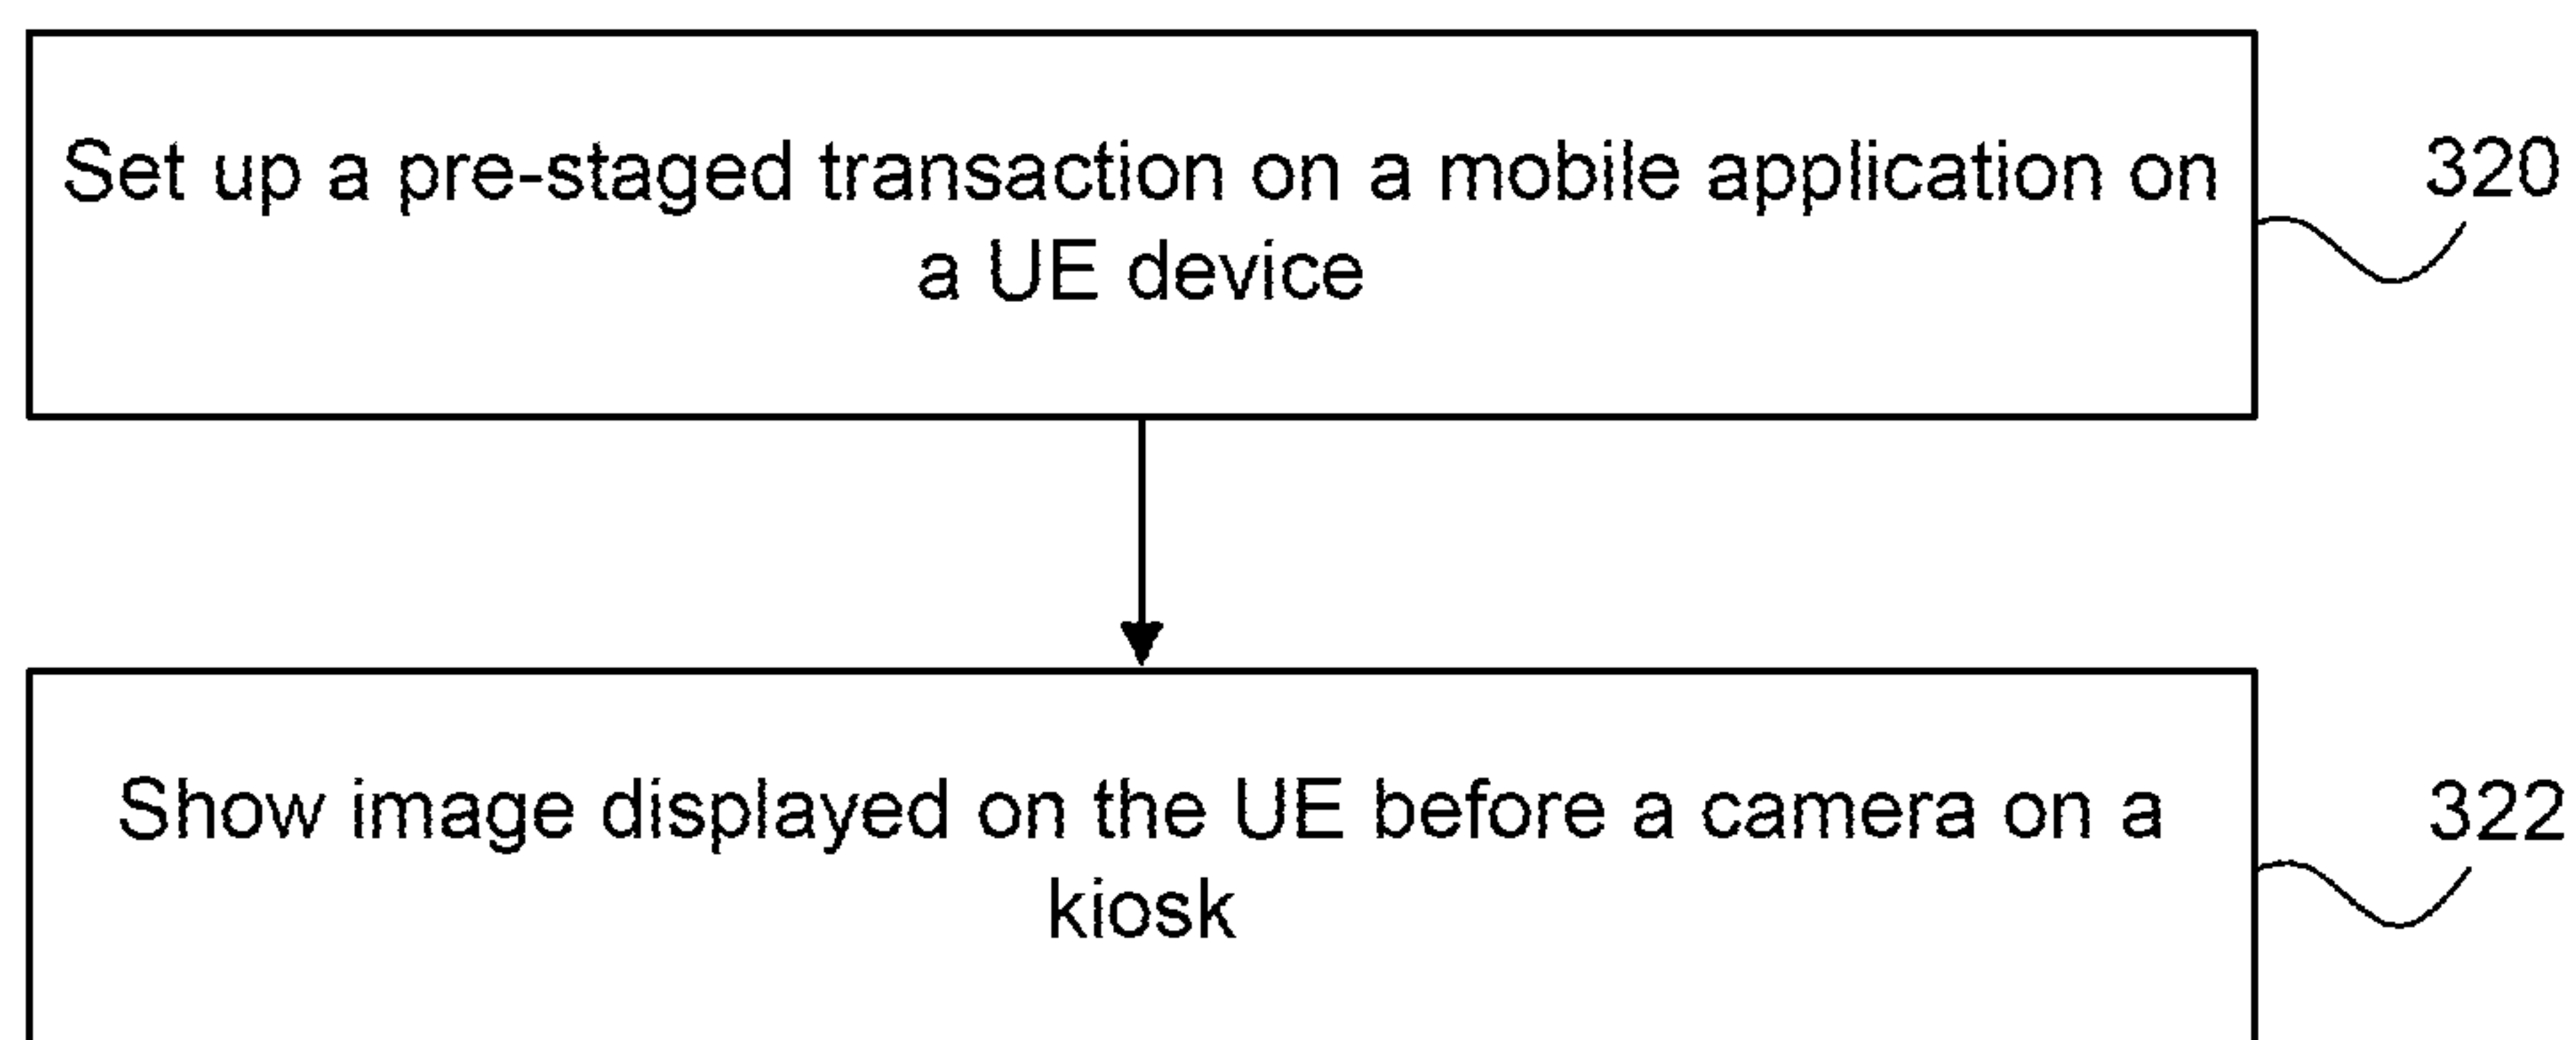 Set up a pre-staged transaction on a mobile application on
a UE device
320
Show image displayed on the UE before a camera on a
kiosk
322